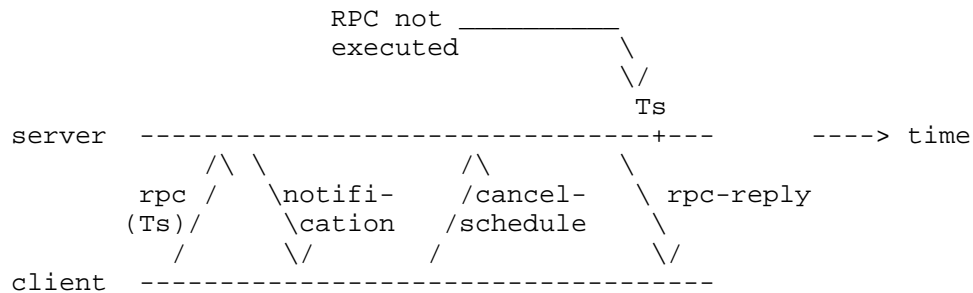 RPC not
executed
Ts
server ----> time
rpc notifi- cancel- rpc-reply
(Ts) cation schedule
client